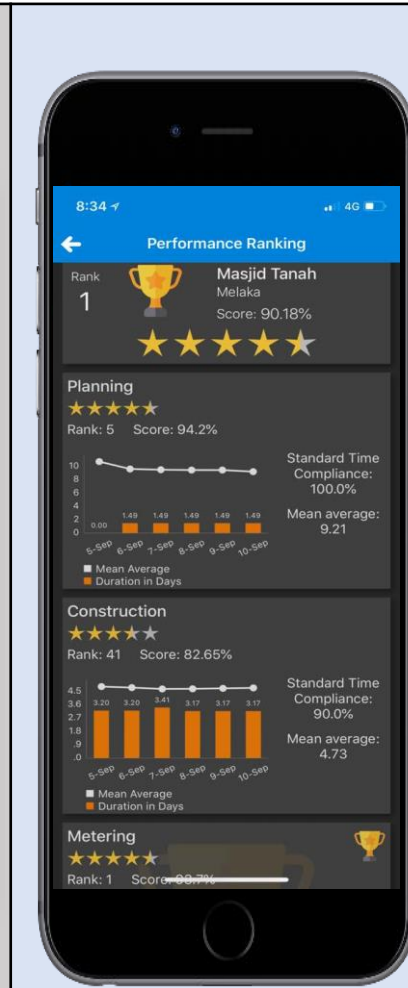 8:34
4G
Performance Ranking
Rank
1
Masjid Tanah
Melaka
Score: 90.18%
Planning
Rank: 5 Score: 94.2%
10
8
6
4
2
0
0.00 1.49 1.49 1.49 1.49 1.49
5-Sep 6-Sep 7-Sep 8-Sep 9-Sep 10-Sep
Mean Average
Duration in Days
Standard Time
Compliance:
100.0%
Mean average:
9.21
Construction
Rank: 41 Score: 82.65%
4.5
3.6
2.7
1.8
.9
.0
3.20 3.20 3.41 3.17 3.17 3.17
5-Sep 6-Sep 7-Sep 8-Sep 9-Sep 10-Sep
Mean Average
Duration in Days
Standard Time
Compliance:
90.0%
Mean average:
4.73
Metering
Rank: 1 Score: